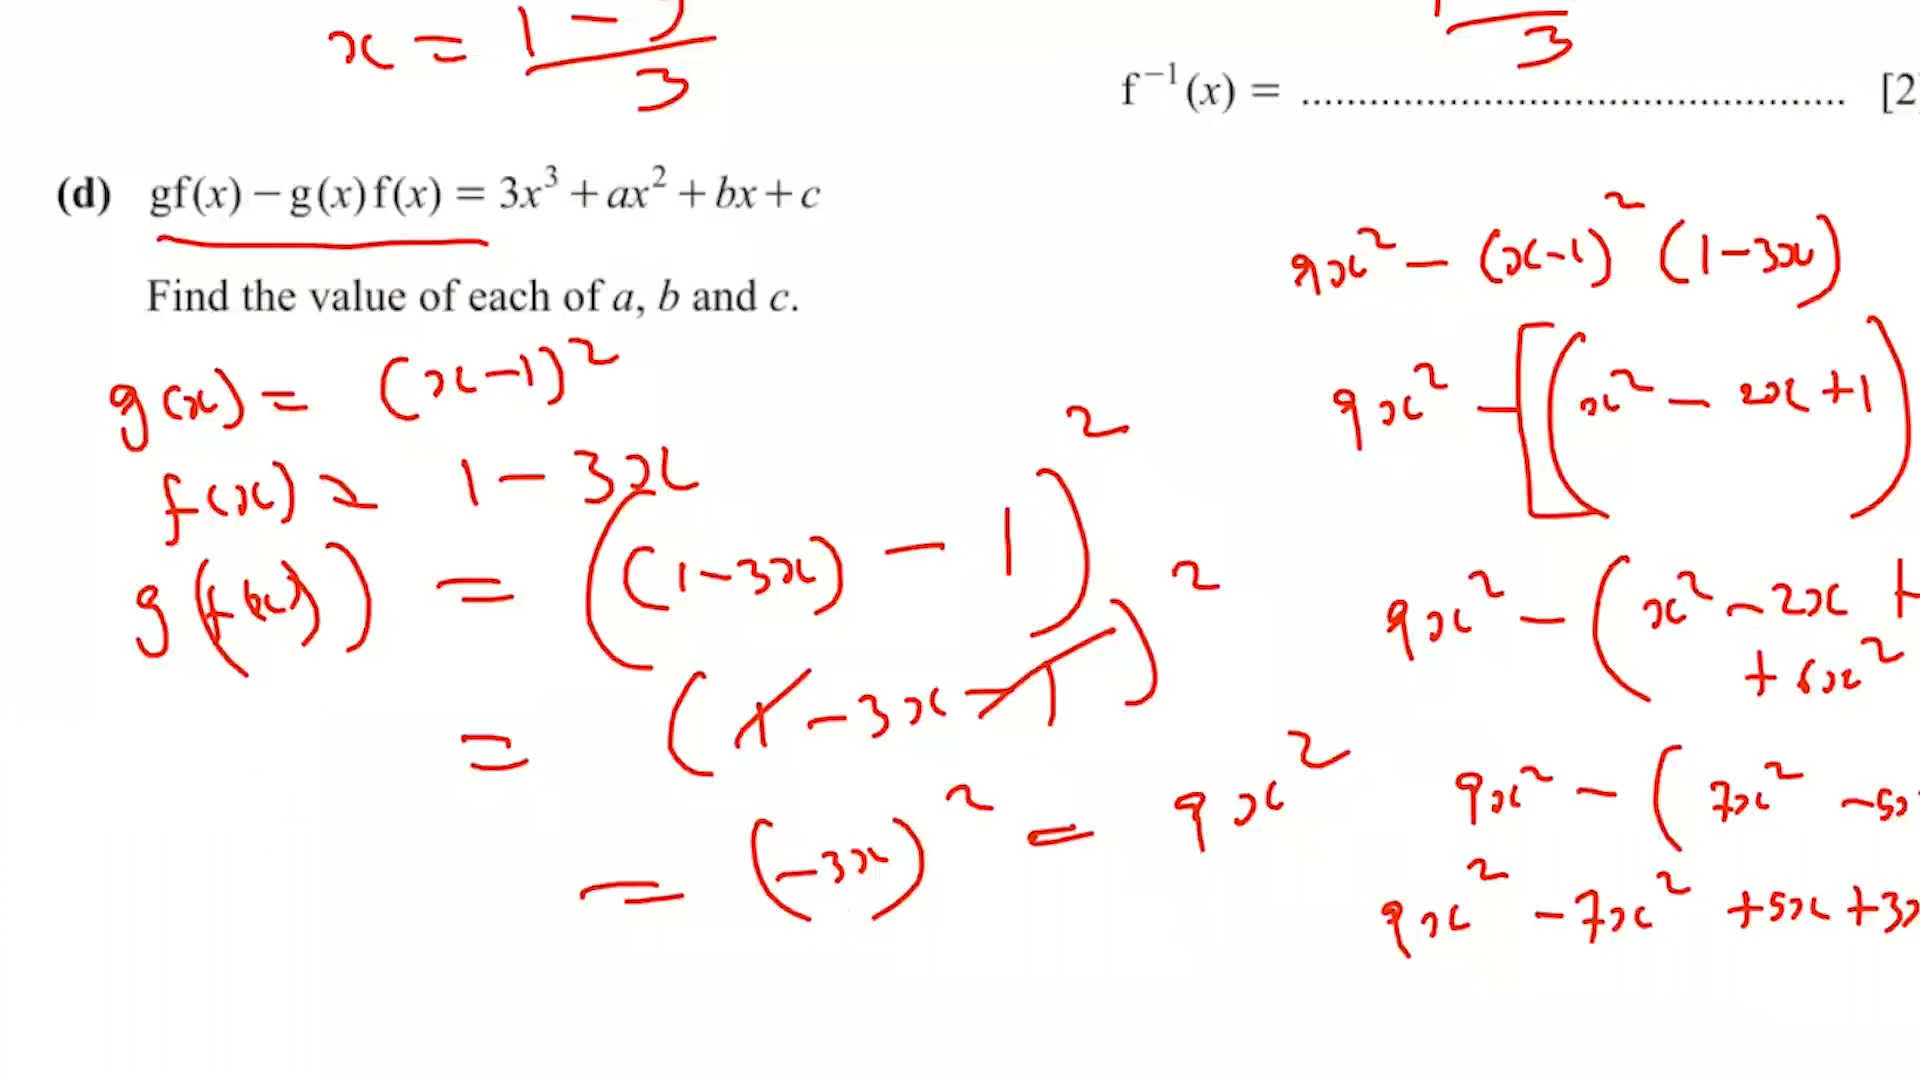 x = 1 - 
3
3
f⁻¹(x) = ................................................ [2]
(d) gf(x) − g(x)f(x) = 3x³ + ax² + bx + c
Find the value of each of a, b and c.
g(x) = (x-1)²
f(x) = 1 - 3x
g(f(x)) = ((1-3x) - 1)²
= (1 - 3x - 1)²
= (-3x)² = 9x²
9x² - (x-1)² (1-3x)
9x² - [(x² - 2x + 1)
9x² - (x² - 2x +
+ 6x²
9x² - (7x² - 5x
9x² - 7x² + 5x + 3x